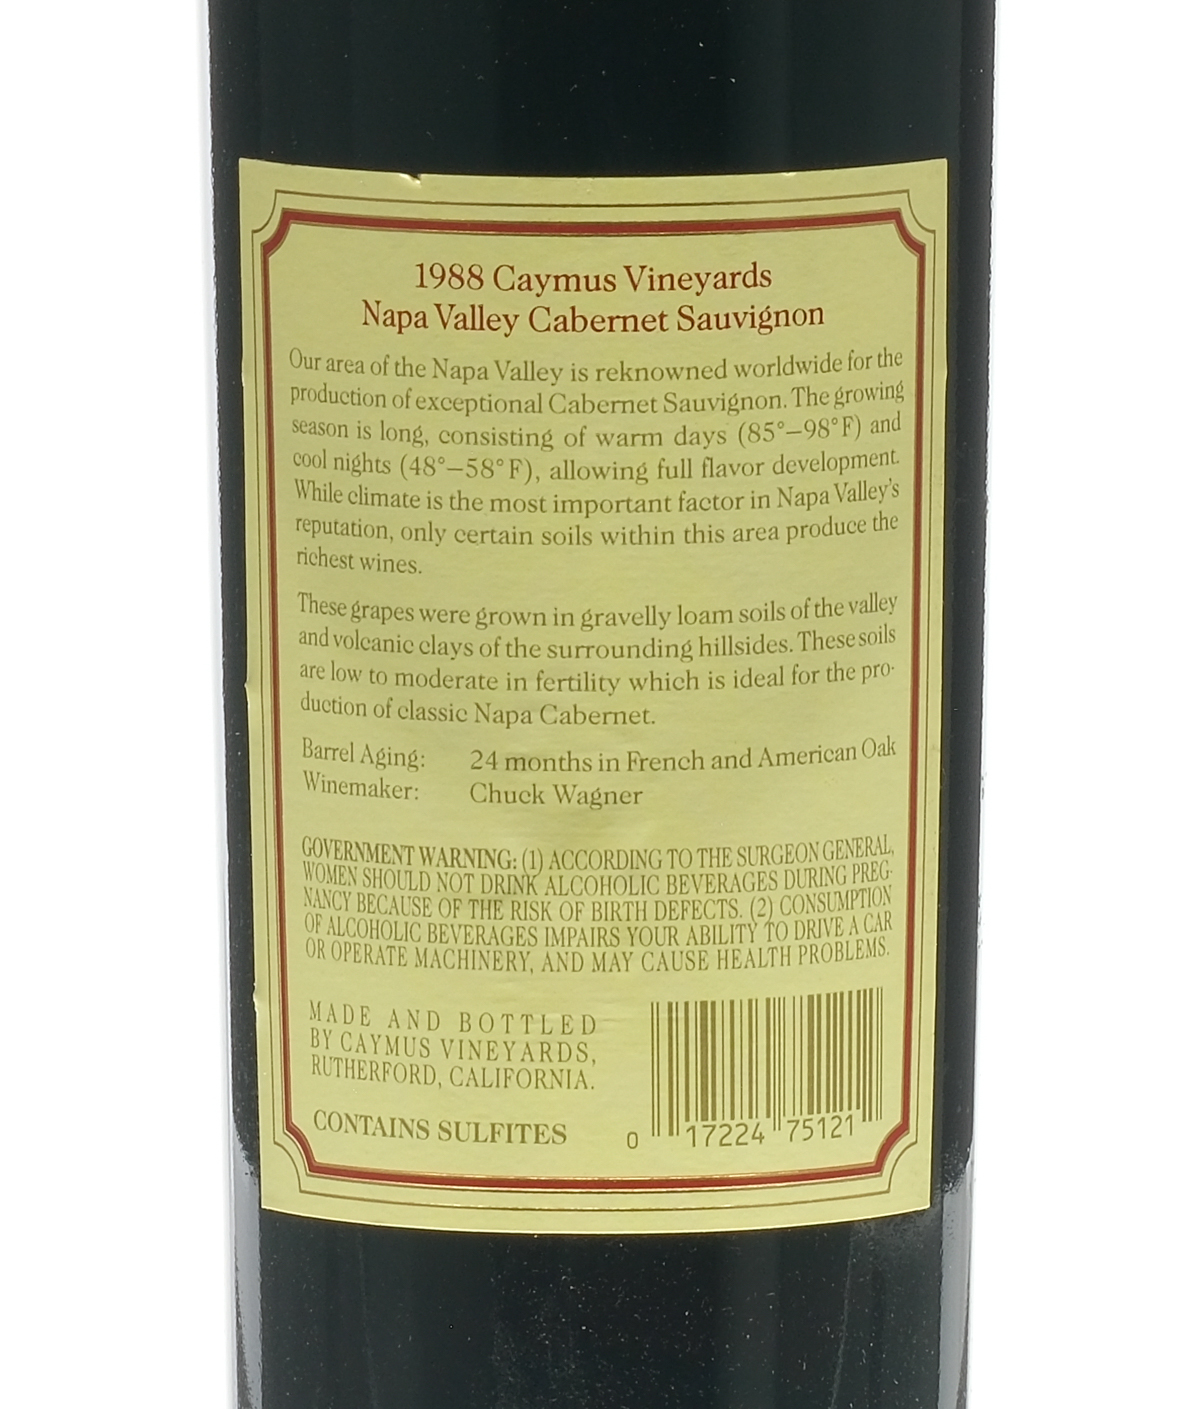 1988 Caymus Vineyards
Napa Valley Cabernet Sauvignon
Our area of the Napa Valley is reknowned worldwide for the
production of exceptional Cabernet Sauvignon. The growing
season is long, consisting of warm days (85°–98°F) and
cool nights (48°–58°F), allowing full flavor development.
While climate is the most important factor in Napa Valley's
reputation, only certain soils within this area produce the
richest wines.
These grapes were grown in gravelly loam soils of the valley
and volcanic clays of the surrounding hillsides. These soils
are low to moderate in fertility which is ideal for the pro-
duction of classic Napa Cabernet.
Barrel Aging: 24 months in French and American Oak
Winemaker: Chuck Wagner
GOVERNMENT WARNING: (1) ACCORDING TO THE SURGEON GENERAL,
WOMEN SHOULD NOT DRINK ALCOHOLIC BEVERAGES DURING PREG-
NANCY BECAUSE OF THE RISK OF BIRTH DEFECTS. (2) CONSUMPTION
OF ALCOHOLIC BEVERAGES IMPAIRS YOUR ABILITY TO DRIVE A CAR
OR OPERATE MACHINERY, AND MAY CAUSE HEALTH PROBLEMS.
MADE AND BOTTLED
BY CAYMUS VINEYARDS,
RUTHERFORD, CALIFORNIA.
CONTAINS SULFITES
0 17224 75121